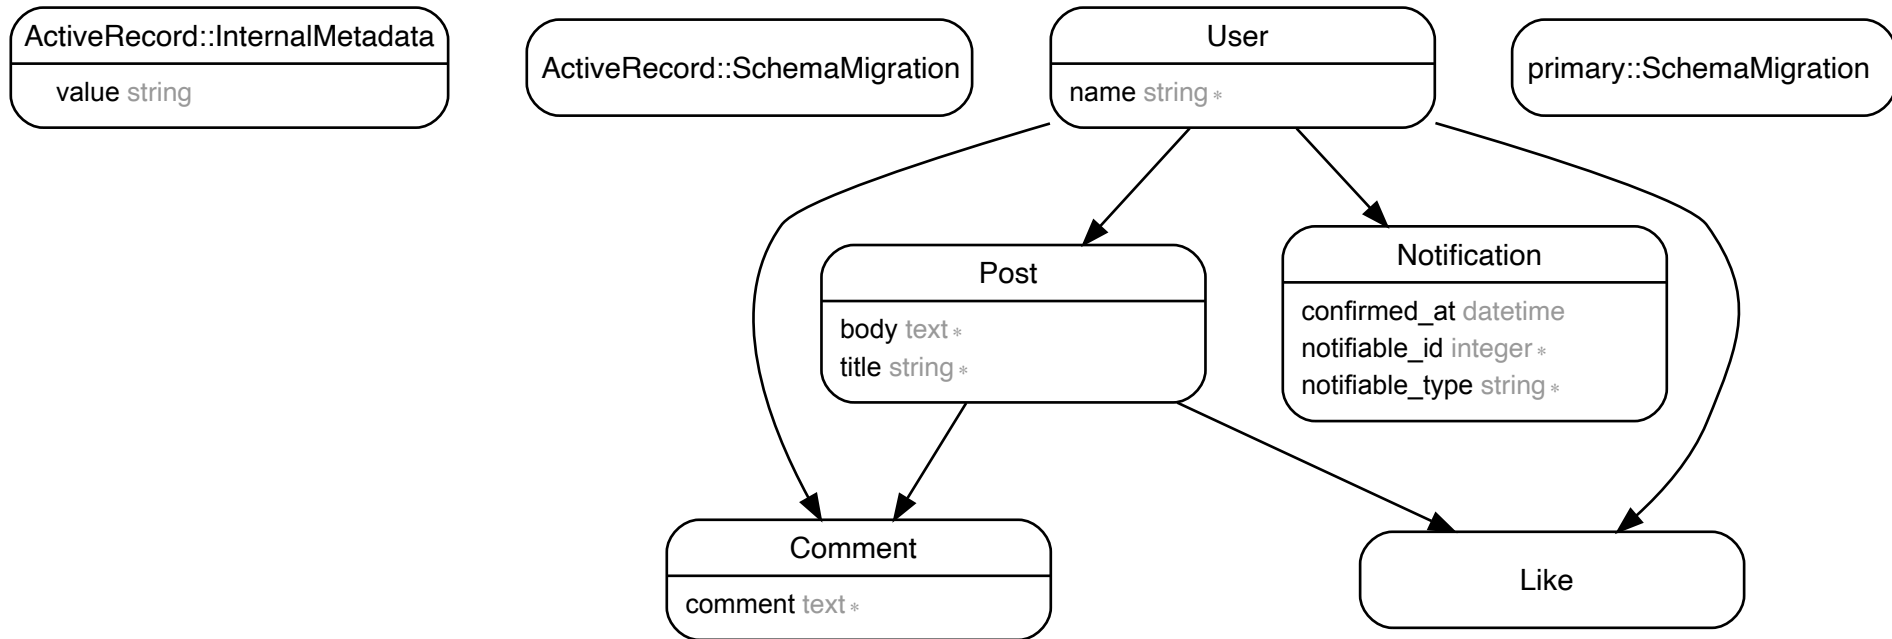 ActiveRecord::InternalMetadata
value string
ActiveRecord::SchemaMigration
User
name string *
primary::SchemaMigration
Post
body text *
title string *
Notification
confirmed_at datetime
notifiable_id integer *
notifiable_type string *
Comment
comment text *
Like